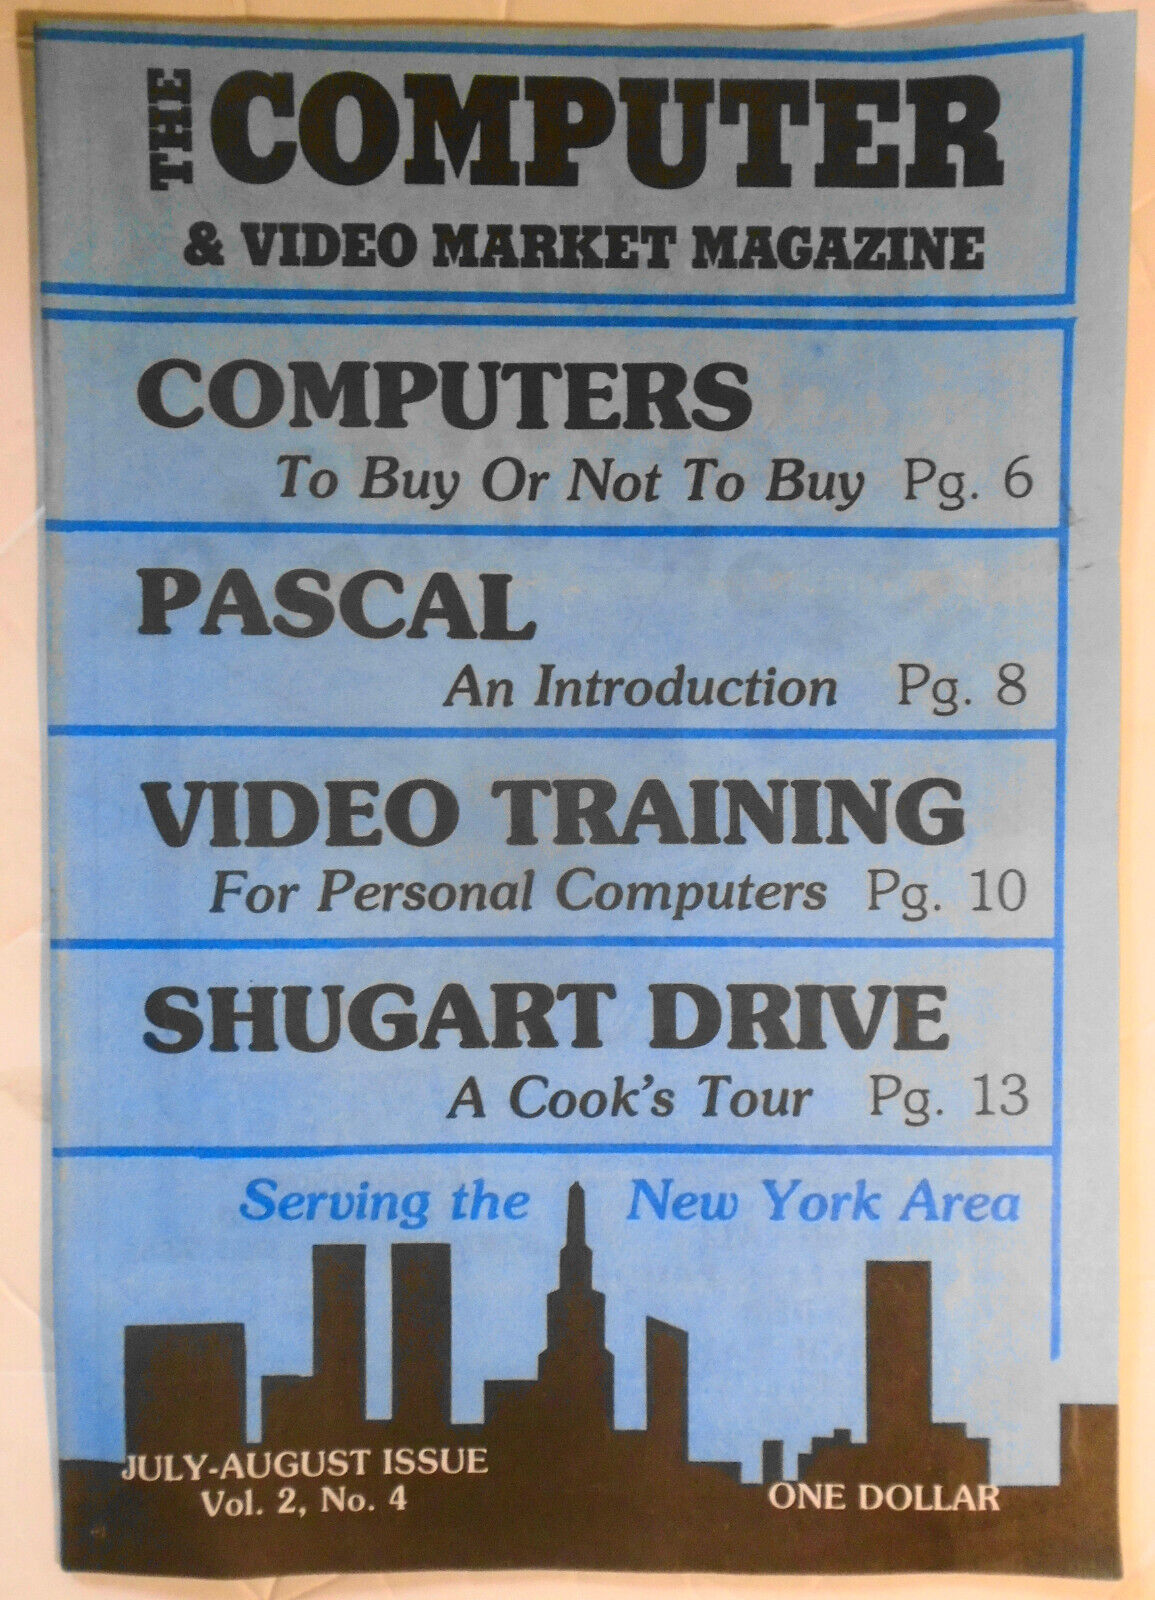 THE COMPUTER
& VIDEO MARKET MAGAZINE
COMPUTERS
To Buy Or Not To Buy Pg. 6
PASCAL
An Introduction Pg. 8
VIDEO TRAINING
For Personal Computers Pg. 10
SHUGART DRIVE
A Cook's Tour Pg. 13
Serving the New York Area
JULY-AUGUST ISSUE
Vol. 2, No. 4
ONE DOLLAR